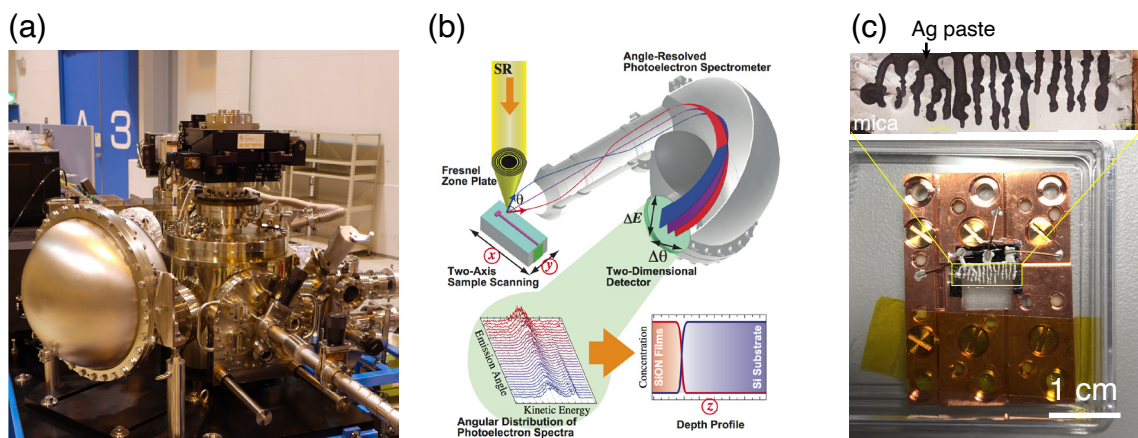 (a)
A 3
(b)
SR
Angle-Resolved
Photoelectron Spectrometer
Fresnel
Zone Plate
θ
ΔE
Δθ
x
y
Two-Axis
Sample Scanning
Two-Dimensional
Detector
Emission Angle
Kinetic Energy
Angular Distribution of
Photoelectron Spectra
Concentration
SiON Films
Si Substrate
z
Depth Profile
(c)
Ag paste
mica
1 cm